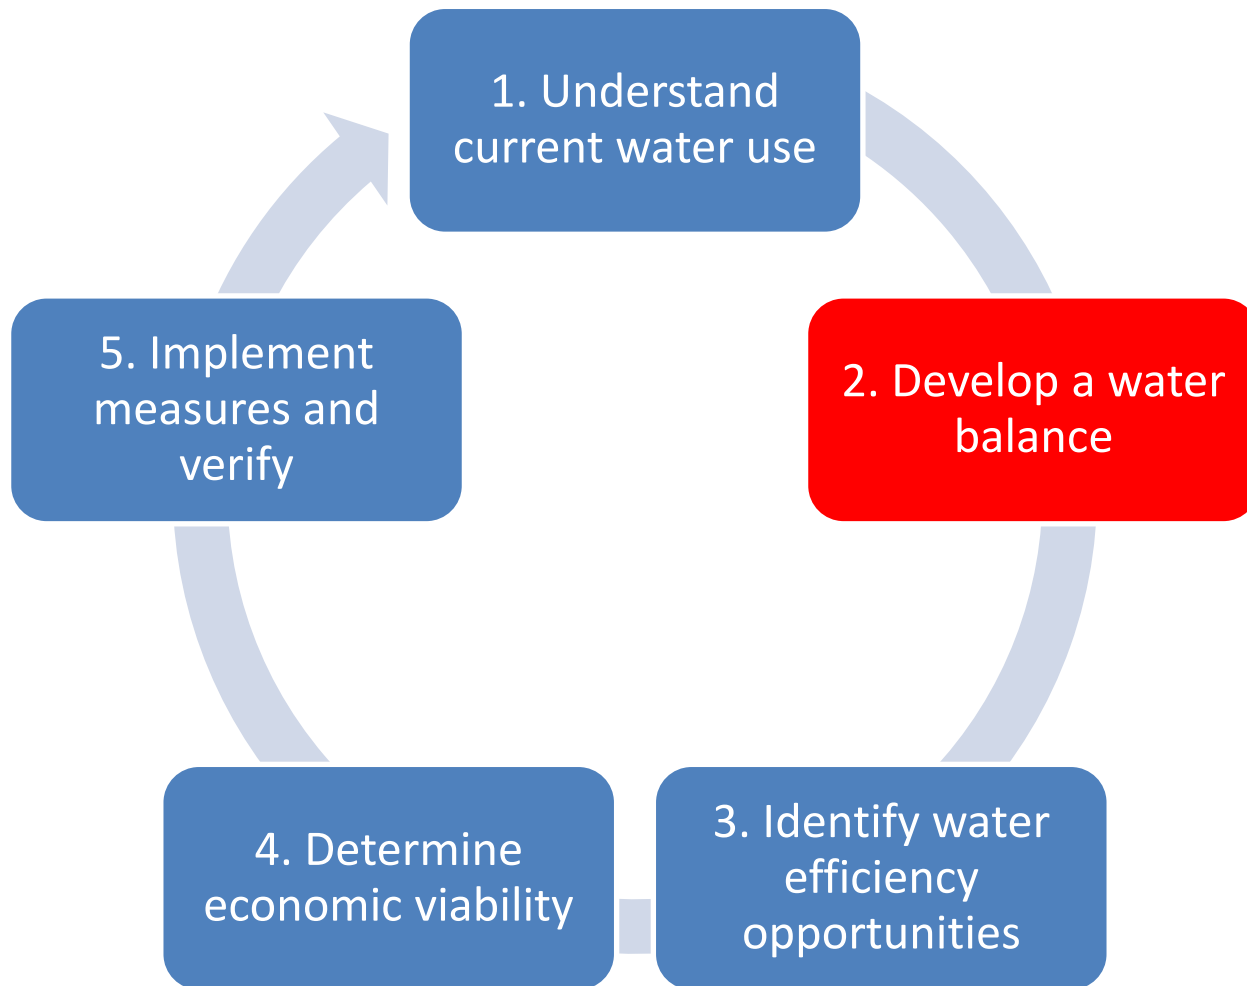 1. Understand
current water use
2. Develop a water
balance
3. Identify water
efficiency
opportunities
4. Determine
economic viability
5. Implement
measures and
verify